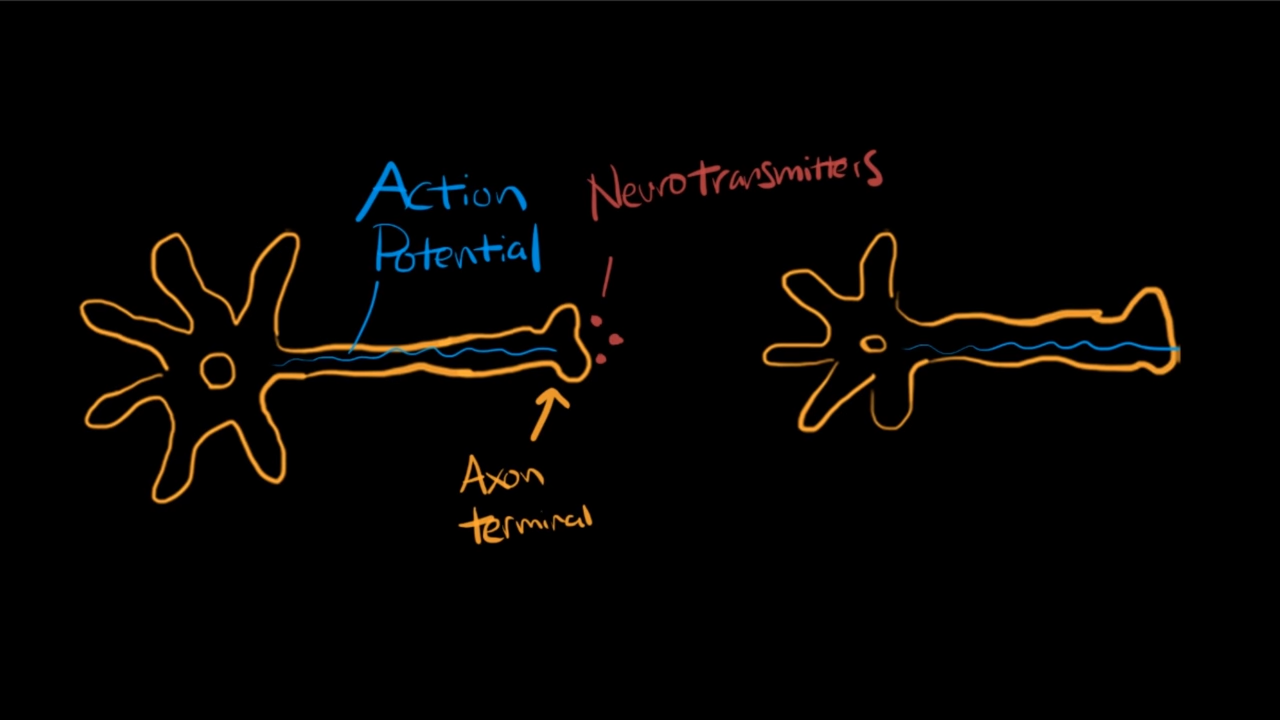 Action
Potential
Neurotransmitters
Axon
terminal